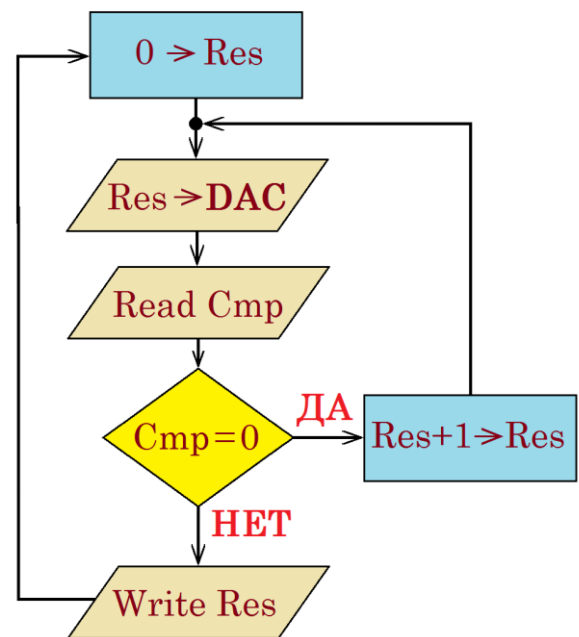 0 → Res
Res → DAC
Read Cmp
Cmp=0
ДА
Res+1→Res
НЕТ
Write Res